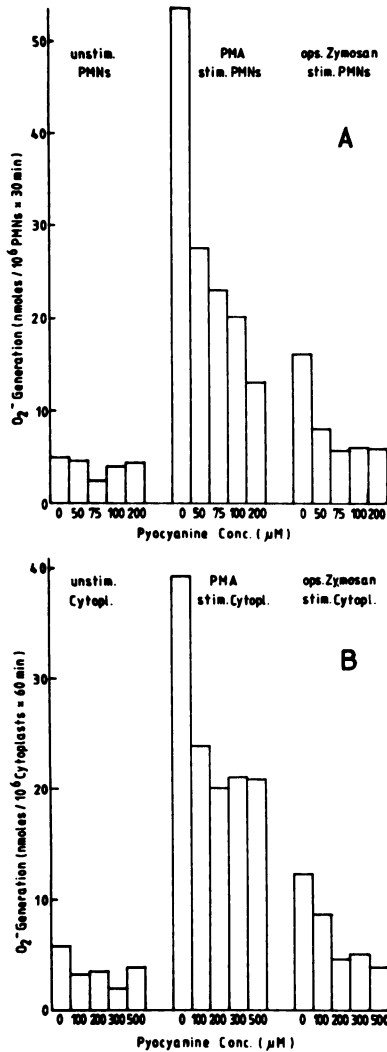 50
40
30
20
10
0
O₂⁻ Generation (nmoles / 10⁶ PMNs × 30 min)
unstim.
PMNs
PMA
stim. PMNs
ops. Zymosan
stim. PMNs
A
0 50 75 100 200 0 50 75 100 200 0 50 75 100 200
Pyocyanine Conc. (μM)
40
30
20
10
0
O₂⁻ Generation (nmoles / 10⁶ Cytoplasts × 60 min)
unstim.
Cytopl.
PMA
stim. Cytopl.
ops. Zymosan
stim. Cytopl.
B
0 100 200 300 500 0 100 200 300 500 0 100 200 300 500
Pyocyanine Conc. (μM)